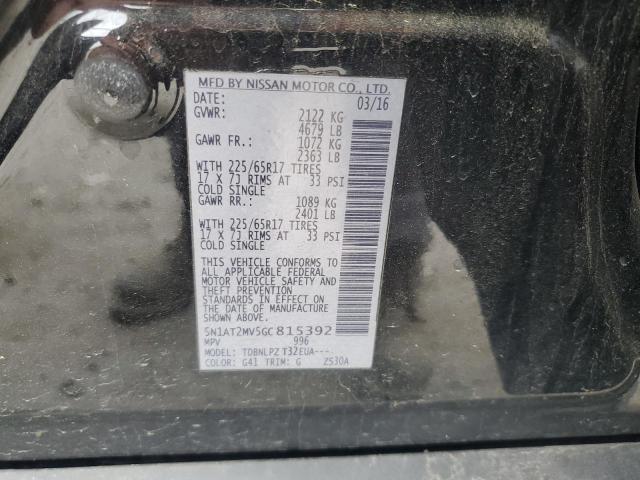 MFD BY NISSAN MOTOR CO., LTD.
DATE: 03/16
GVWR: 2122 KG
4679 LB
GAWR FR.: 1072 KG
2363 LB
WITH 225/65R17 TIRES
17 X 7J RIMS AT 33 PSI
COLD SINGLE
GAWR RR.: 1089 KG
2401 LB
WITH 225/65R17 TIRES
17 X 7J RIMS AT 33 PSI
COLD SINGLE
THIS VEHICLE CONFORMS TO
ALL APPLICABLE FEDERAL
MOTOR VEHICLE SAFETY AND
THEFT PREVENTION
STANDARDS IN EFFECT ON
THE DATE OF MANUFACTURE
SHOWN ABOVE.
5N1AT2MV5GC815392
MPV 996
MODEL: TDBNLPZ T32EUA---
COLOR: G41 TRIM: G Z530A